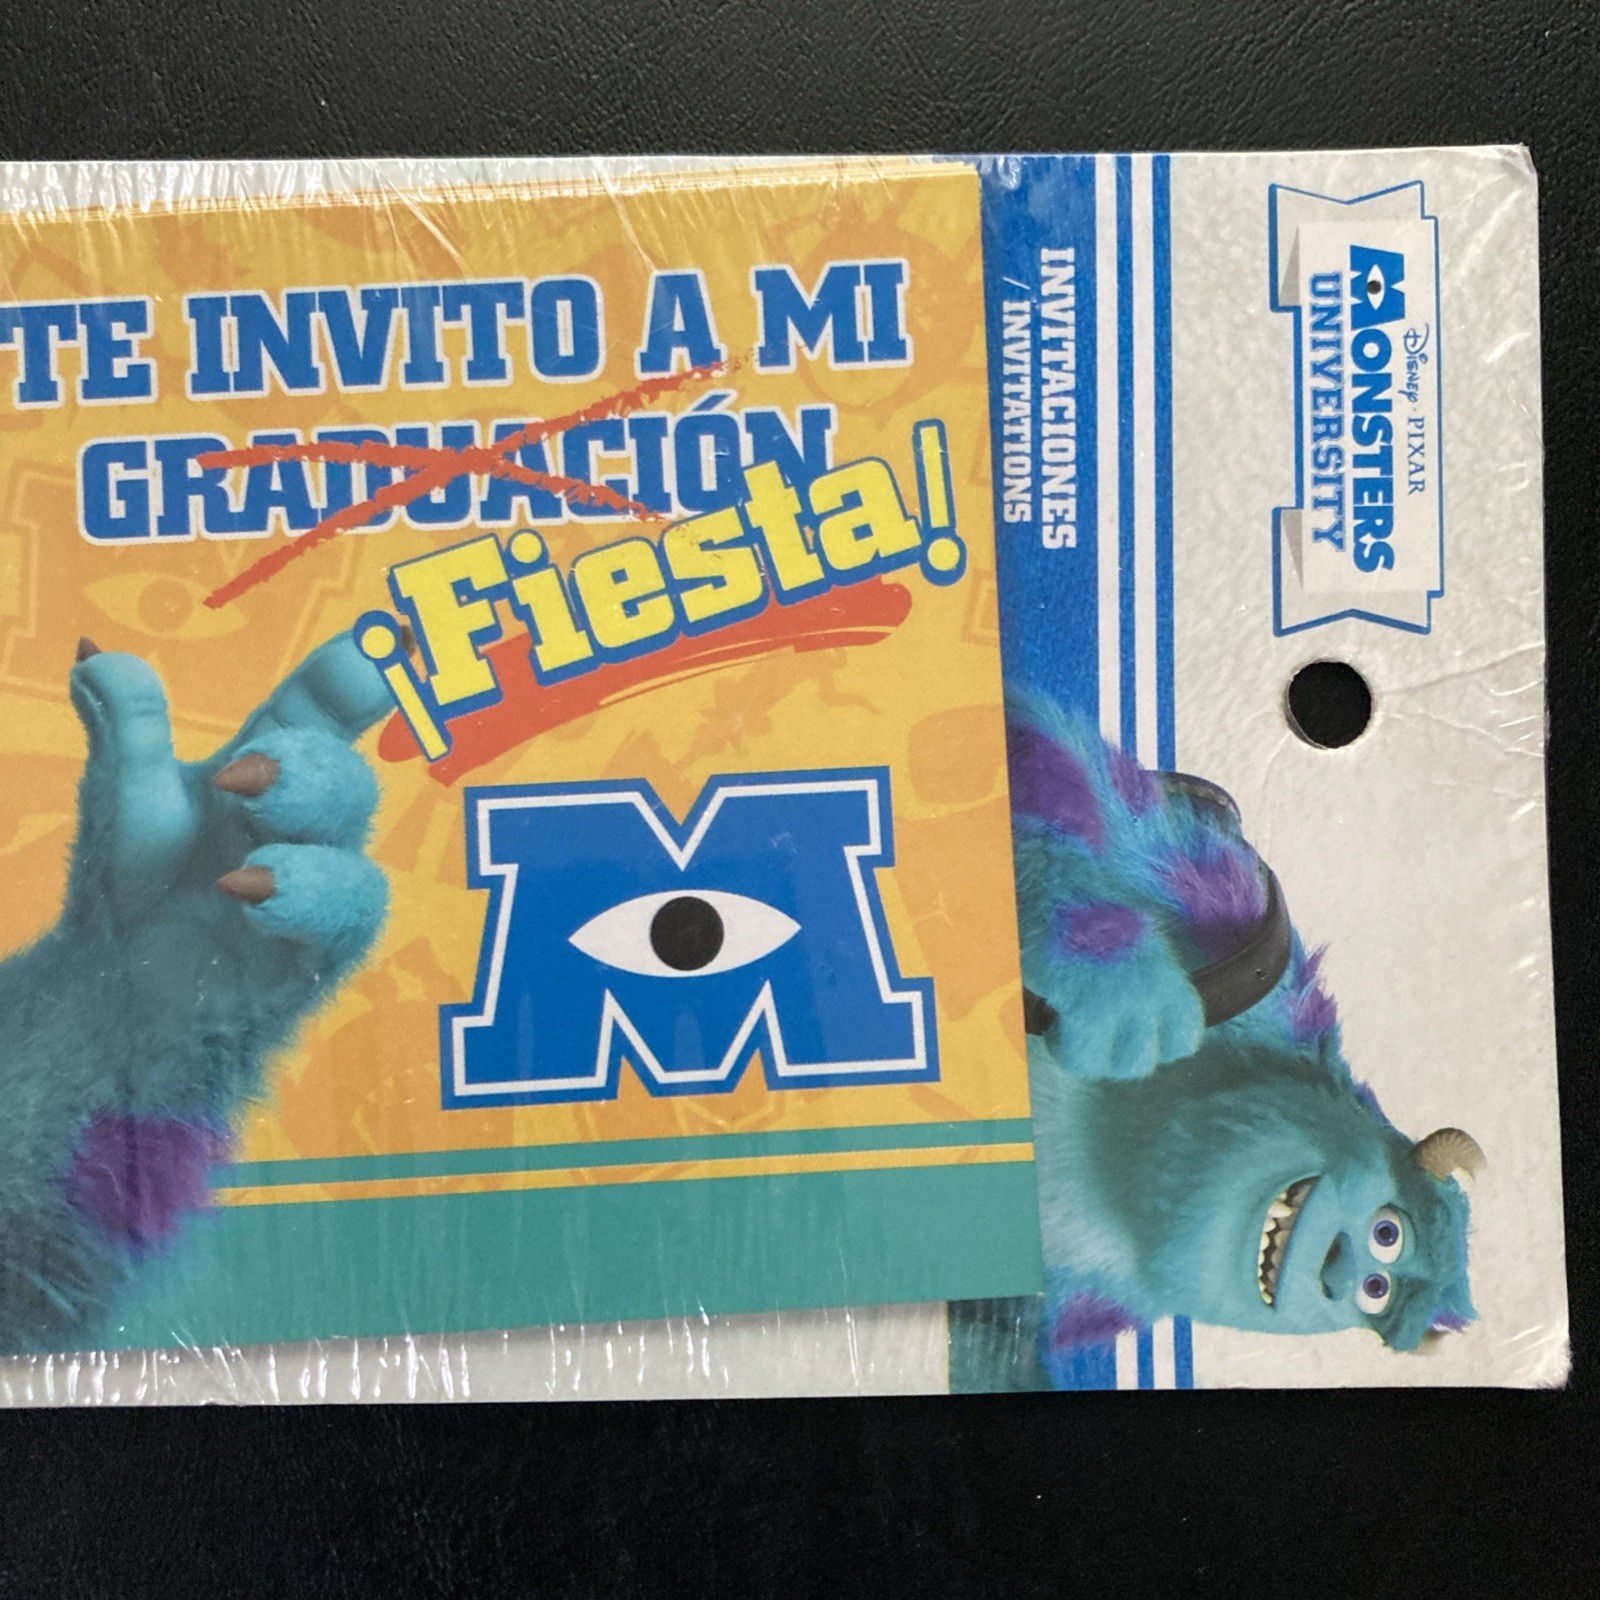 TE INVITO A MI
GRADUACIÓN
¡Fiesta!
M
INVITACIONES
/ INVITATIONS
Disney · PIXAR
MONSTERS
UNIVERSITY